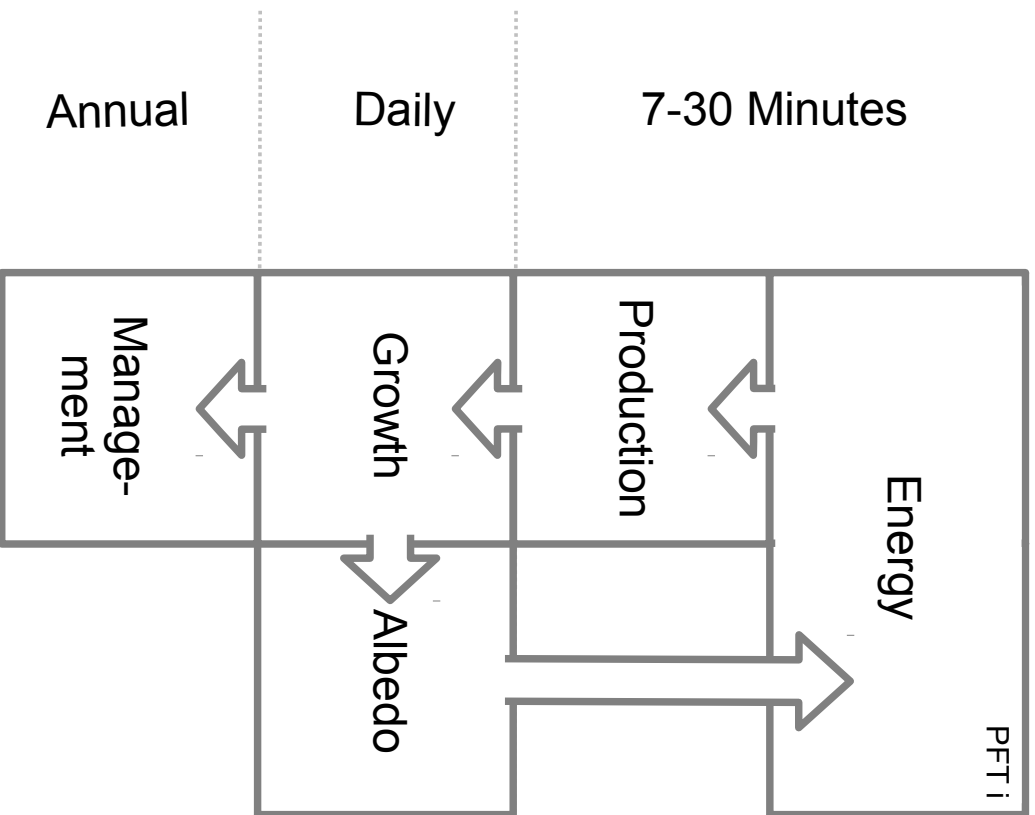 Annual
Daily
7-30 Minutes
Manage-
ment
Growth
Production
Energy
Albedo
PFT i